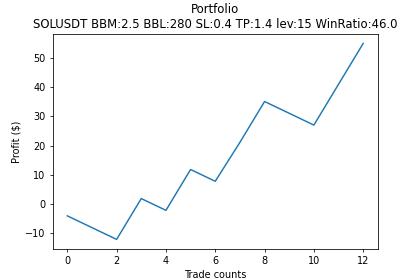 Portfolio
SOLUSDT BBM:2.5 BBL:280 SL:0.4 TP:1.4 lev:15 WinRatio:46.0
50
40
30
20
10
0
−10
Profit ($)
0 2 4 6 8 10 12
Trade counts